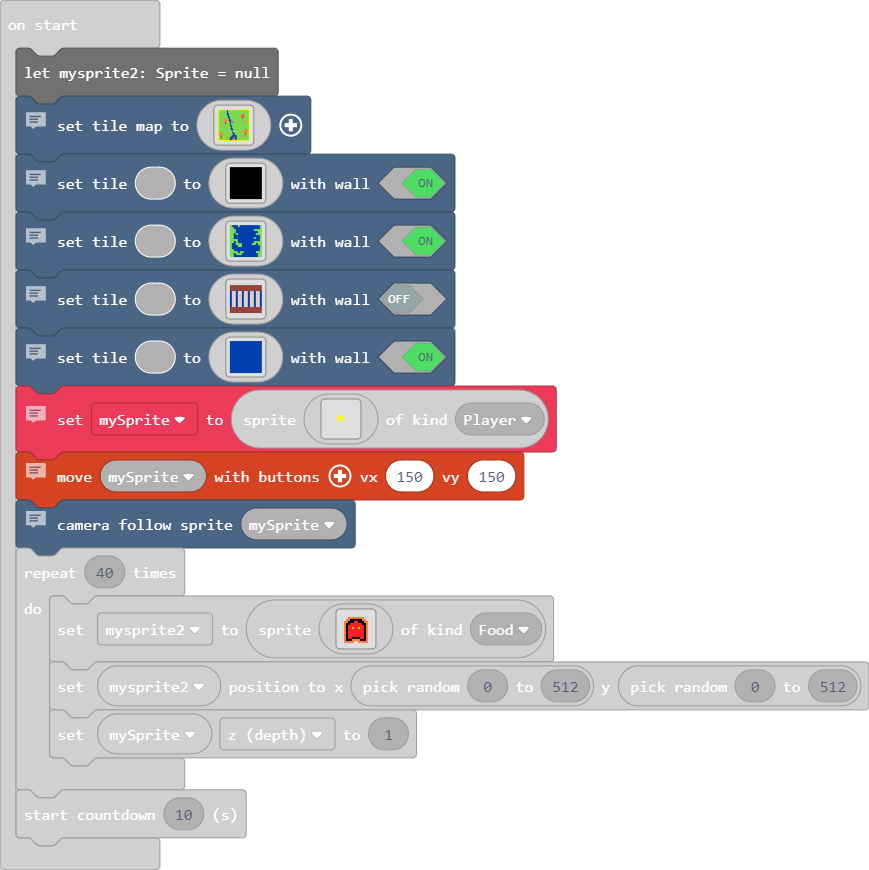 on start
let mysprite2: Sprite = null
set tile map to
set tile to with wall ON
set tile to with wall ON
set tile to with wall OFF
set tile to with wall ON
set mySprite to sprite of kind Player
move mySprite with buttons vx 150 vy 150
camera follow sprite mySprite
repeat 40 times
do
set mysprite2 to sprite of kind Food
set mysprite2 position to x pick random 0 to 512 y pick random 0 to 512
set mySprite z (depth) to 1
start countdown 10 (s)